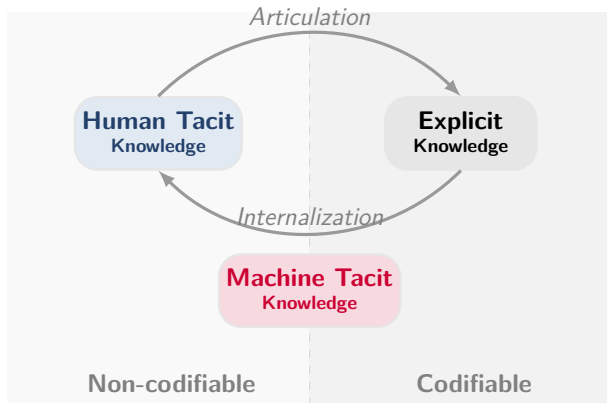 Articulation
Human Tacit
Knowledge
Explicit
Knowledge
Internalization
Machine Tacit
Knowledge
Non-codifiable
Codifiable